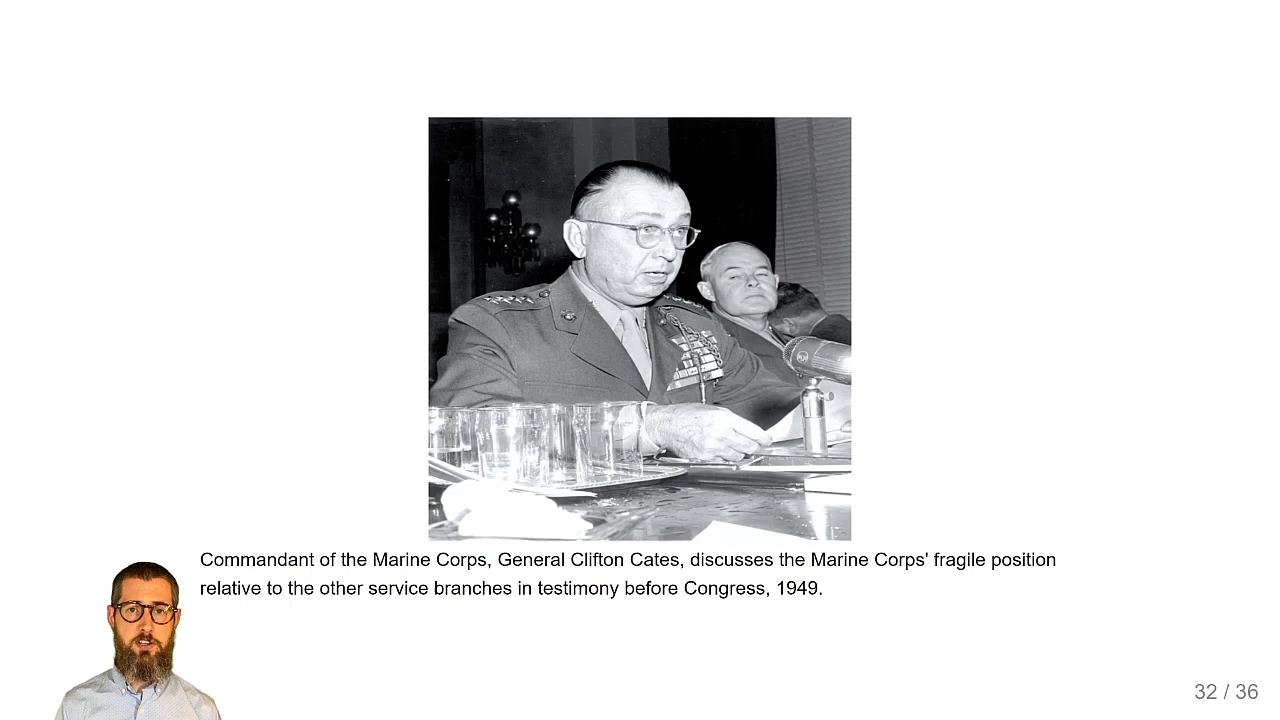 Commandant of the Marine Corps, General Clifton Cates, discusses the Marine Corps' fragile position
relative to the other service branches in testimony before Congress, 1949.
32 / 36